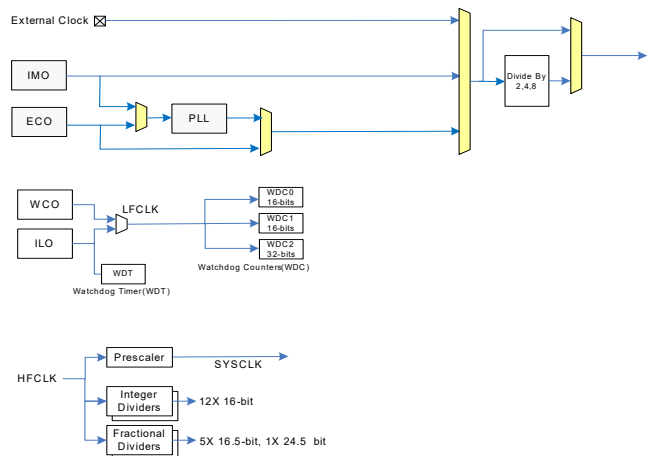 External Clock
IMO
Divide By
2,4,8
ECO
PLL
WCO
LFCLK
WDC0
16-bits
WDC1
16-bits
ILO
WDC2
32-bits
WDT
Watchdog Counters(WDC)
Watchdog Timer(WDT)
Prescaler
SYSCLK
HFCLK
Integer
Dividers
12X 16-bit
Fractional
Dividers
5X 16.5-bit, 1X 24.5 bit